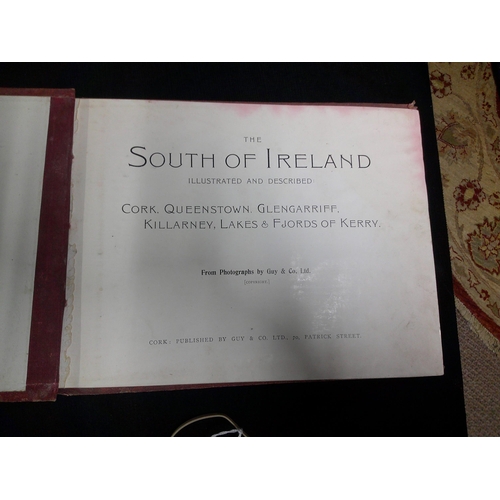 THE
SOUTH OF IRELAND
ILLUSTRATED AND DESCRIBED
CORK, QUEENSTOWN, GLENGARRIFF,
KILLARNEY, LAKES & FJORDS OF KERRY.
From Photographs by Guy & Co. Ltd.
[COPYRIGHT.]
CORK: PUBLISHED BY GUY & CO. LTD., PATRICK STREET.